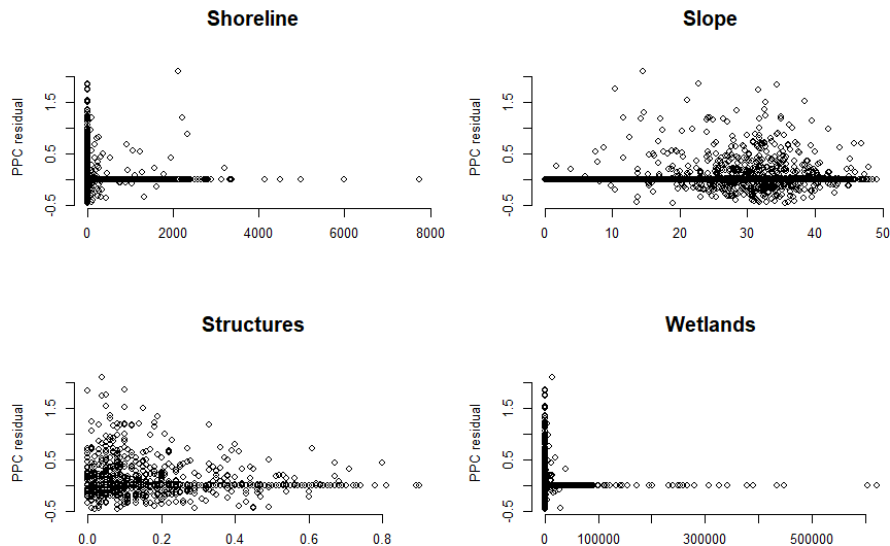 Shoreline
PPC residual
-0.5 0.5 1.5
0 2000 4000 6000 8000
Slope
PPC residual
-0.5 0.5 1.5
0 10 20 30 40 50
Structures
PPC residual
-0.5 0.5 1.5
0.0 0.2 0.4 0.6 0.8
Wetlands
PPC residual
-0.5 0.5 1.5
0 100000 300000 500000